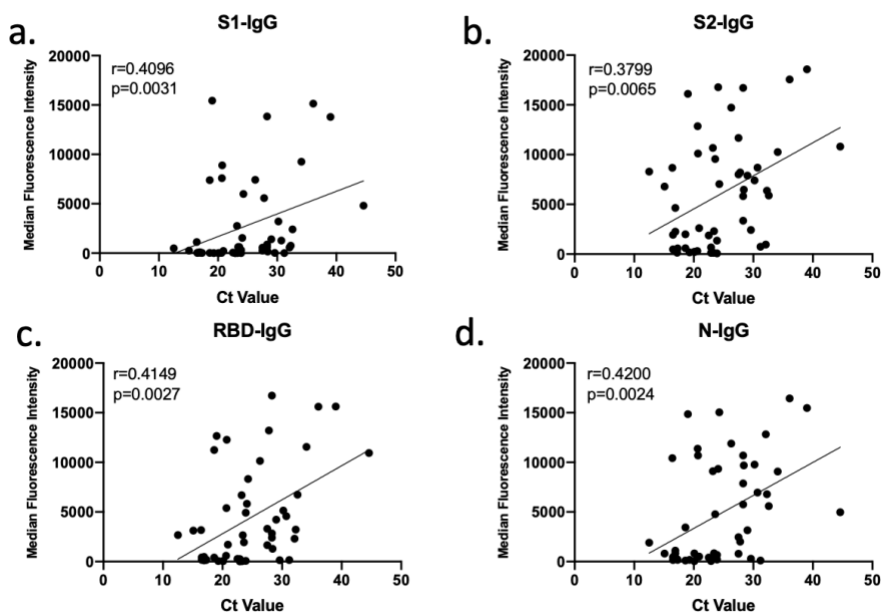 a.
S1-IgG
r=0.4096
p=0.0031
Median Fluorescence Intensity
20000
15000
10000
5000
0
0 10 20 30 40 50
Ct Value
b.
S2-IgG
r=0.3799
p=0.0065
Median Fluorescence Intensity
20000
15000
10000
5000
0
0 10 20 30 40 50
Ct Value
c.
RBD-IgG
r=0.4149
p=0.0027
Median Fluorescence Intensity
20000
15000
10000
5000
0
0 10 20 30 40 50
Ct Value
d.
N-IgG
r=0.4200
p=0.0024
Median Fluorescence Intensity
20000
15000
10000
5000
0
0 10 20 30 40 50
Ct Value